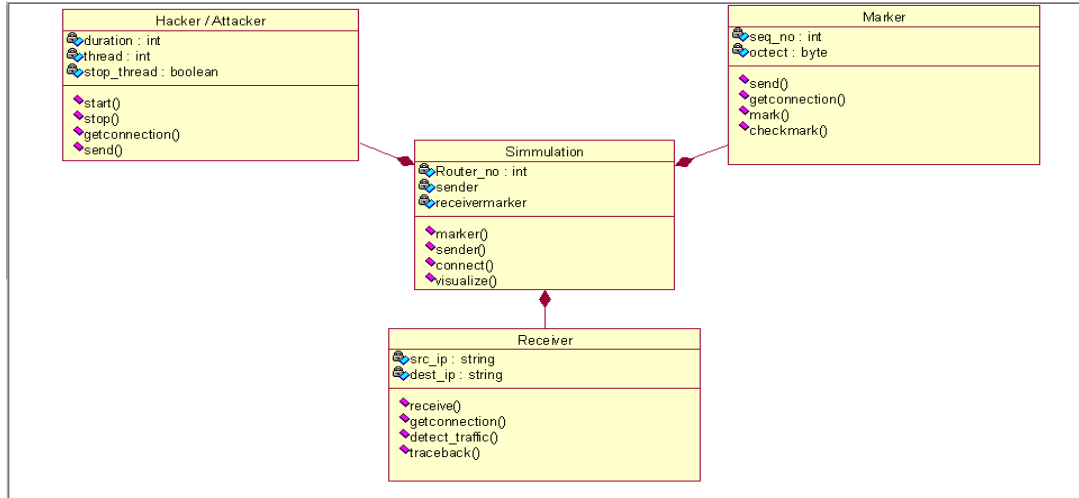 Hacker / Attacker
duration : int
thread : int
stop_thread : boolean
start()
stop()
getconnection()
send()
Marker
seq_no : int
octect : byte
send()
getconnection()
mark()
checkmark()
Simmulation
Router_no : int
sender
receivermarker
marker()
sender()
connect()
visualize()
Receiver
src_ip : string
dest_ip : string
receive()
getconnection()
detect_traffic()
traceback()